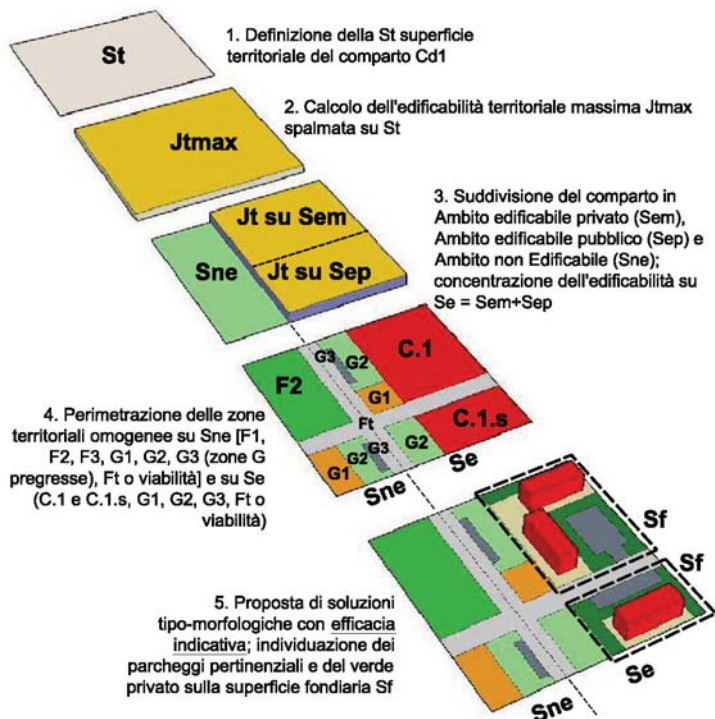 St
1. Definizione della St superficie
territoriale del comparto Cd1
Jtmax
2. Calcolo dell'edificabilità territoriale massima Jtmax
spalmata su St
Jt su Sem
Jt su Sep
Sne
3. Suddivisione del comparto in
Ambito edificabile privato (Sem),
Ambito edificabile pubblico (Sep) e
Ambito non Edificabile (Sne);
concentrazione dell'edificabilità su
Se = Sem+Sep
F2
G3
G2
C.1
G1
Ft
C.1.s
G1
G2
G3
G2
Sne
Se
4. Perimetrazione delle zone
territoriali omogenee su Sne [F1,
F2, F3, G1, G2, G3 (zone G
pregresse), Ft o viabilità] e su Se
(C.1 e C.1.s, G1, G2, G3, Ft o
viabilità)
Sf
Sf
Sne
Se
5. Proposta di soluzioni
tipo-morfologiche con efficacia
indicativa; individuazione dei
parcheggi pertinenziali e del verde
privato sulla superficie fondiaria Sf